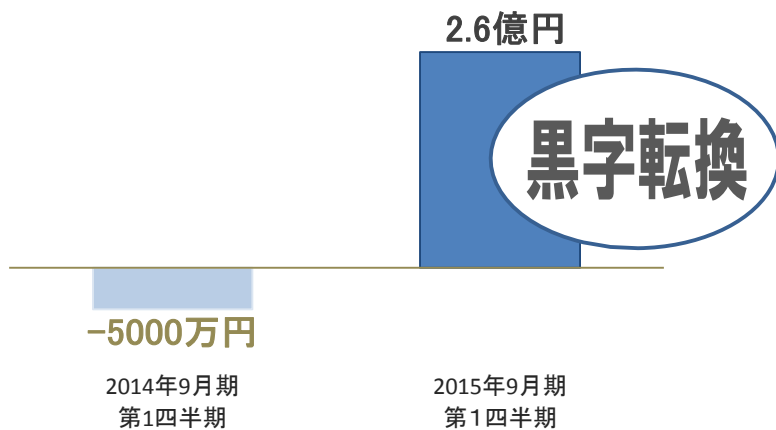 2.6億円
黒字転換
-5000万円
2014年9月期
第1四半期
2015年9月期
第１四半期